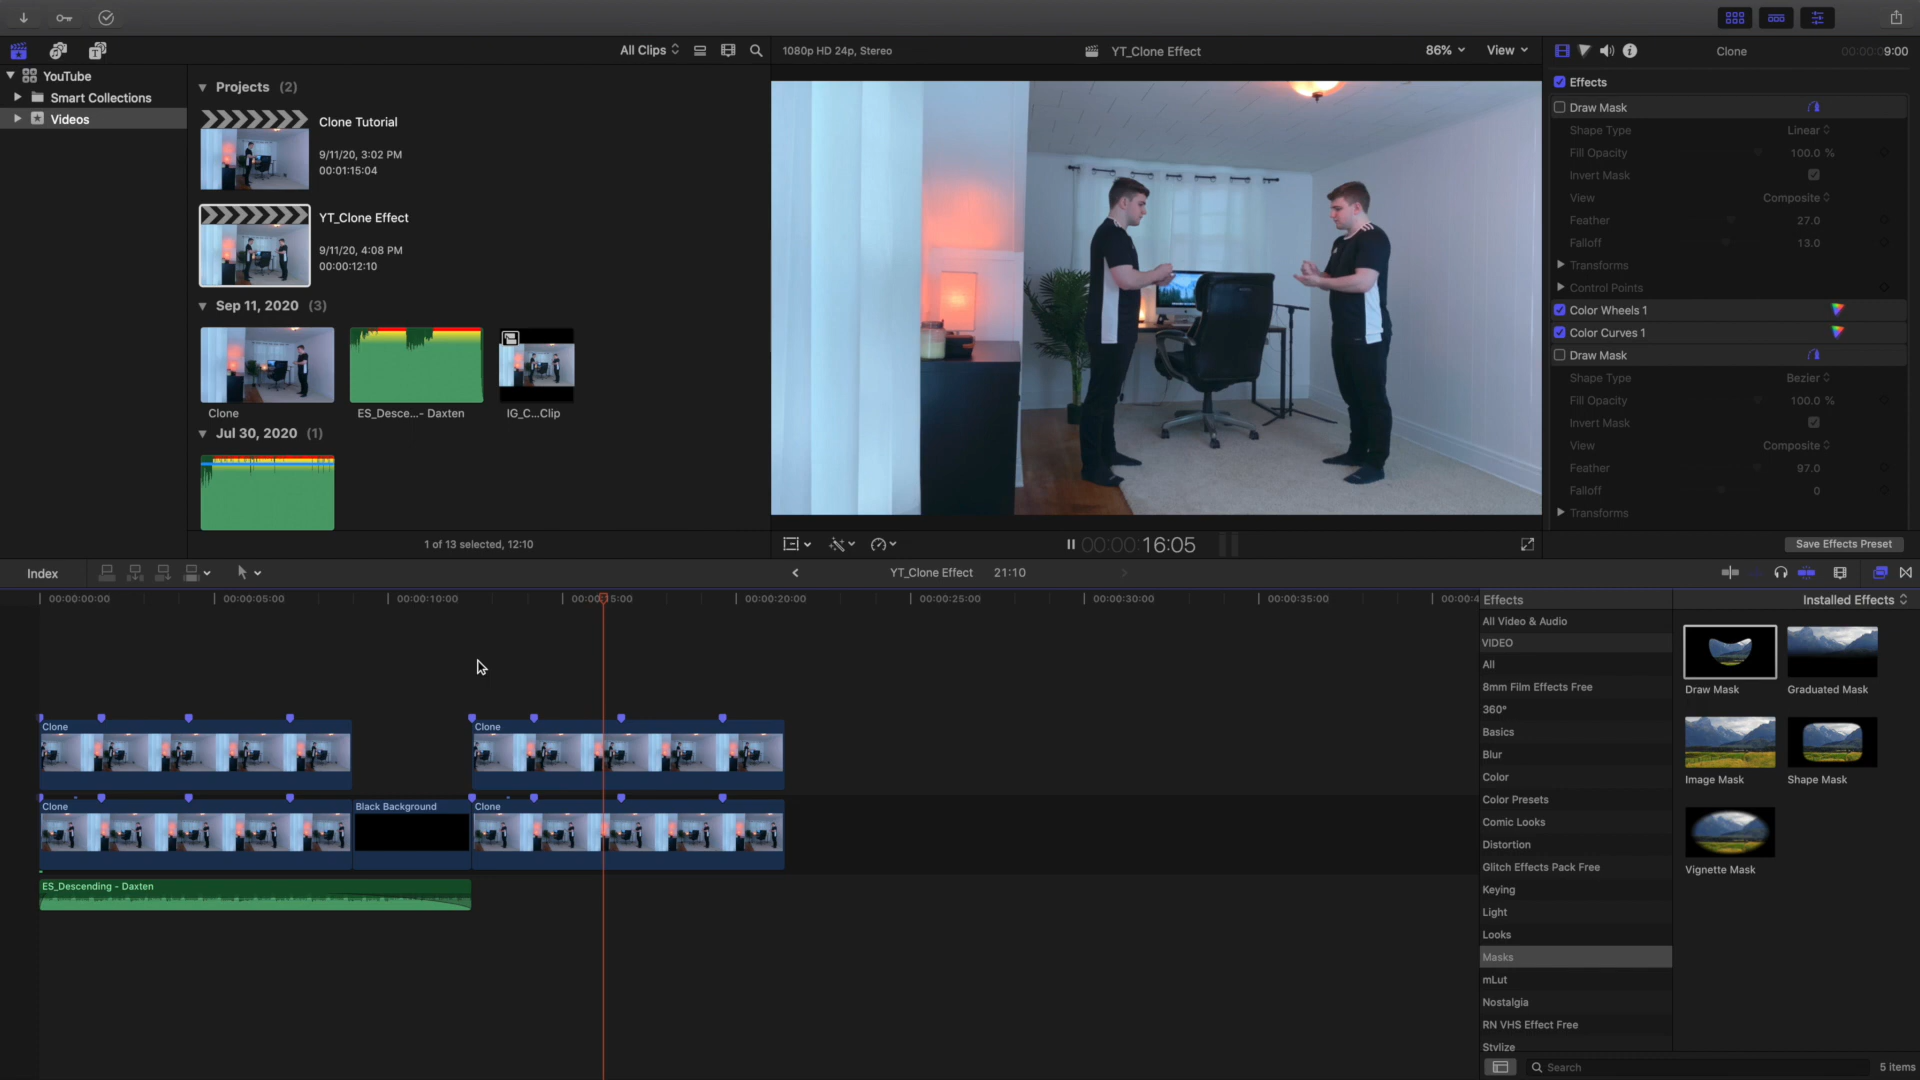 All Clips
1080p HD 24p, Stereo
YT_Clone Effect
86%
View
Clone
00:00:09:00
YouTube
Smart Collections
Videos
Projects (2)
Clone Tutorial
9/11/20, 3:02 PM
00:01:15:04
YT_Clone Effect
9/11/20, 4:08 PM
00:00:12:10
Sep 11, 2020 (3)
Clone
ES_Desce...- Daxten
IG_C...Clip
Jul 30, 2020 (1)
1 of 13 selected, 12:10
00:00:16:05
Effects
Draw Mask
Shape Type Linear
Fill Opacity 100.0 %
Invert Mask
View Composite
Feather 27.0
Falloff 13.0
Transforms
Control Points
Color Wheels 1
Color Curves 1
Draw Mask
Shape Type Bezier
Fill Opacity 100.0 %
Invert Mask
View Composite
Feather 97.0
Falloff 0
Transforms
Save Effects Preset
Index
YT_Clone Effect 21:10
00:00:00:00
00:00:05:00
00:00:10:00
00:00:15:00
00:00:20:00
00:00:25:00
00:00:30:00
00:00:35:00
Clone
Clone
Clone
Black Background
Clone
ES_Descending - Daxten
Effects
Installed Effects
All Video & Audio
VIDEO
All
8mm Film Effects Free
360°
Basics
Blur
Color
Color Presets
Comic Looks
Distortion
Glitch Effects Pack Free
Keying
Light
Looks
Masks
mLut
Nostalgia
RN VHS Effect Free
Stylize
Draw Mask
Graduated Mask
Image Mask
Shape Mask
Vignette Mask
Search
5 items